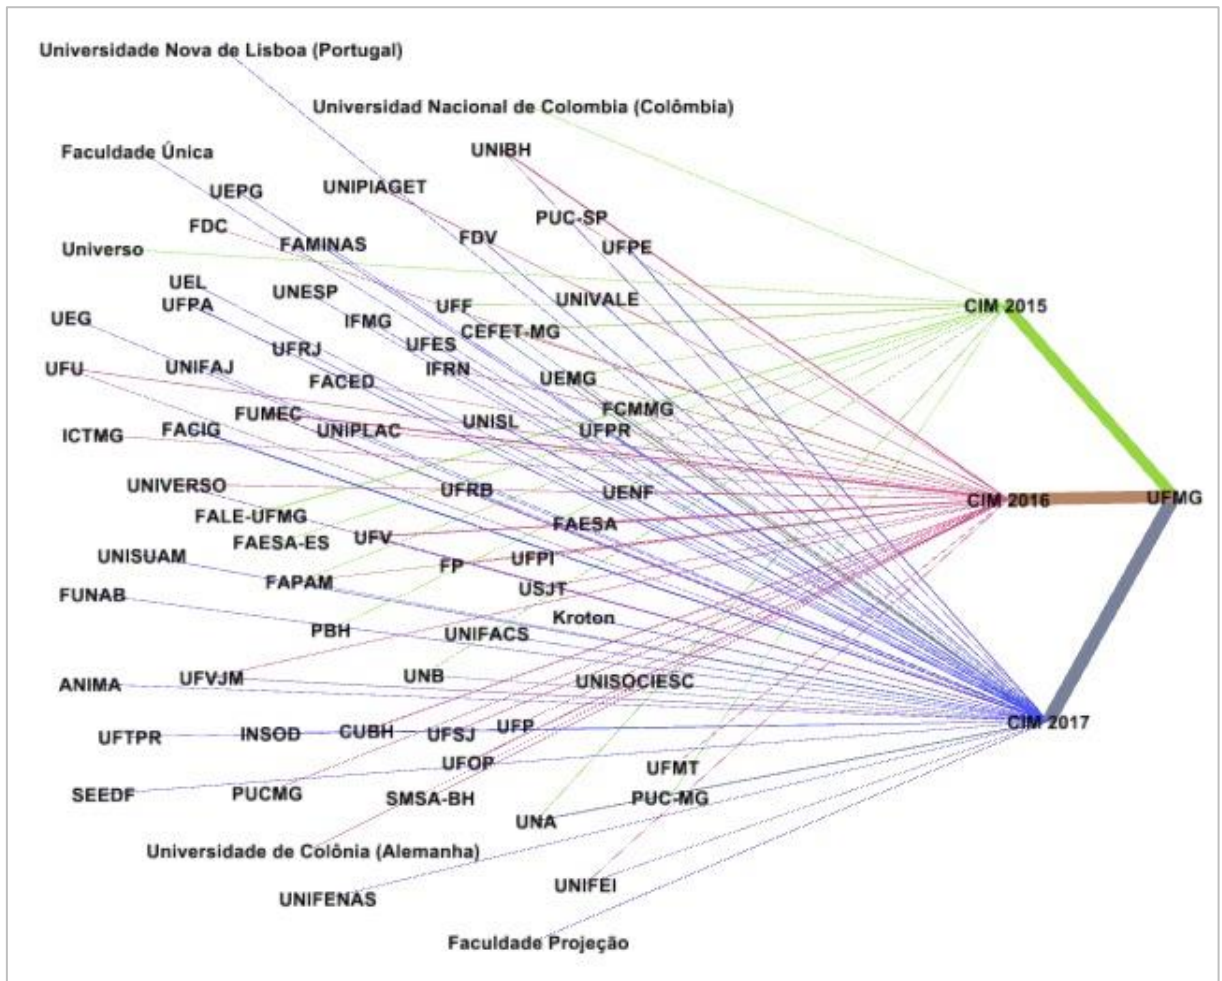 Universidade Nova de Lisboa (Portugal)
Universidad Nacional de Colombia (Colômbia)
UNIBH
Faculdade Única
UEPG
UNIPIAGET
PUC-SP
FDC
FAMINAS
FDV
UFPE
Universo
UEL
UNESP
UNIVALE
UFPA
UFF
CIM 2015
UEG
IFMG
CEFET-MG
UFRJ
UFES
UFU
UNIFAJ
IFRN
FACED
UEMG
FUMEC
FCMMG
UNISL
FACIG
UNIPLAC
UFPR
ICTMG
UNIVERSO
UFRB
UENF
CIM 2016
UFMG
FALE-UFMG
FAESA
FAESA-ES
UFV
UNISUAM
UFPI
FP
FAPAM
USJT
FUNAB
Kroton
PBH
UNIFACS
UNB
UFVJM
ANIMA
UNISOCIESC
CIM 2017
UFTPR
INSOD
CUBH
UFSJ
UFP
UFOP
UFMT
SEEDF
PUCMG
SMSA-BH
PUC-MG
UNA
Universidade de Colônia (Alemanha)
UNIFENAS
UNIFEI
Faculdade Projeção